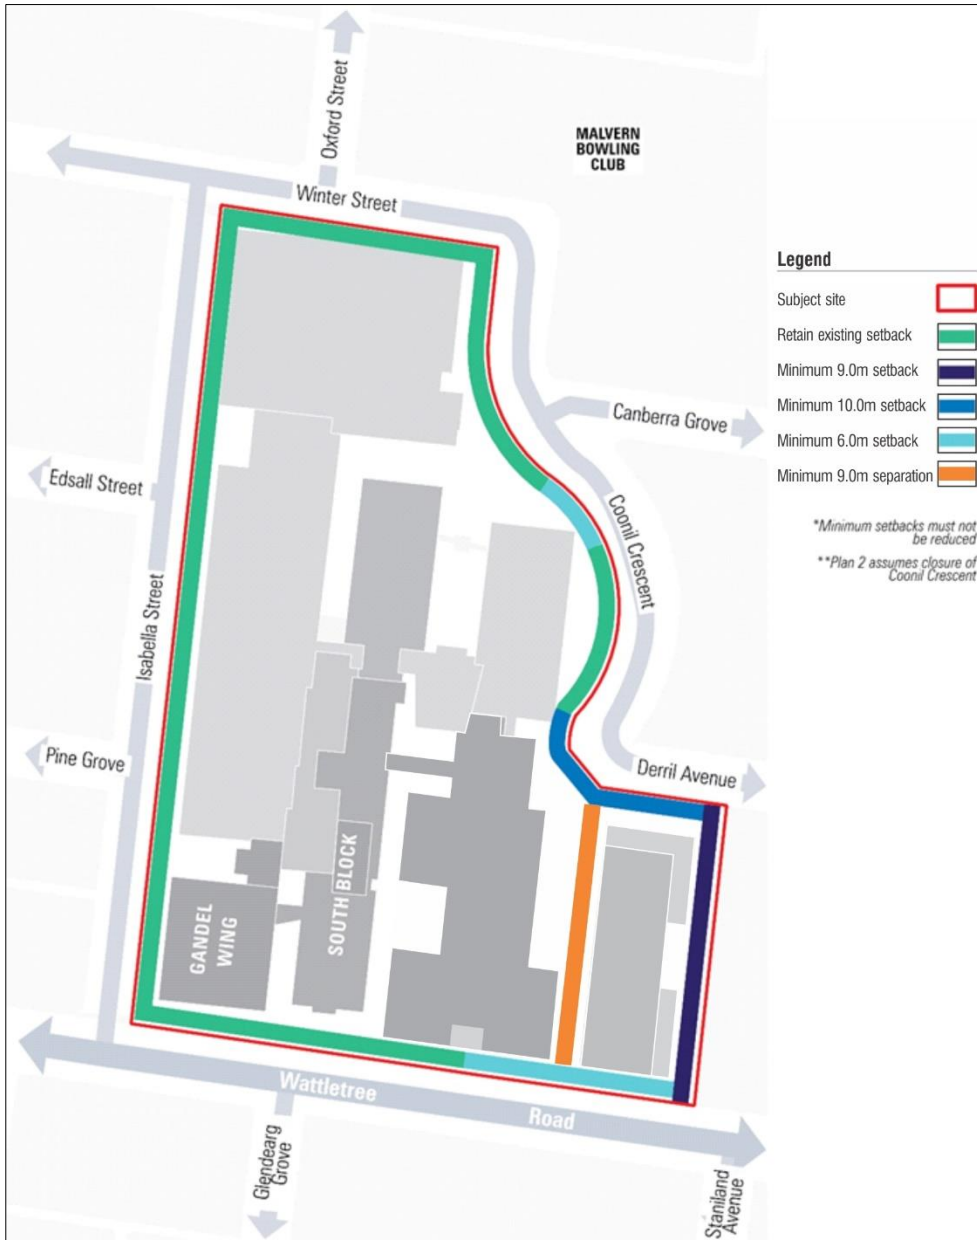 Oxford Street
MALVERN
BOWLING
CLUB
Winter Street
Legend
Subject site
Retain existing setback
Minimum 9.0m setback
Minimum 10.0m setback
Minimum 6.0m setback
Minimum 9.0m separation
*Minimum setbacks must not
be reduced
**Plan 2 assumes closure of
Coonil Crescent
Canberra Grove
Edsall Street
Coonil Crescent
Isabella Street
Pine Grove
Derril Avenue
SOUTH BLOCK
GANDEL
WING
Wattletree
Road
Glendearg
Grove
Staniland
Avenue